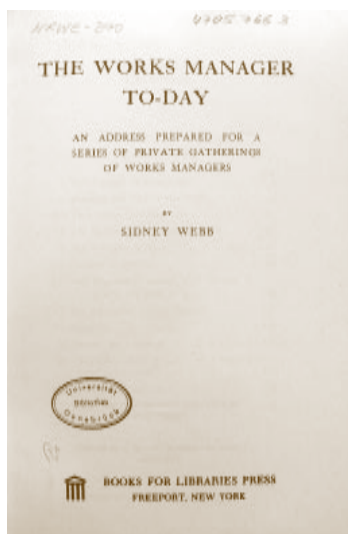 THE WORKS MANAGER
TO-DAY
AN ADDRESS PREPARED FOR A
SERIES OF PRIVATE GATHERINGS
OF WORKS MANAGERS
BY
SIDNEY WEBB
Universität
Bibliothek
Osnabrück
BOOKS FOR LIBRARIES PRESS
FREEPORT, NEW YORK